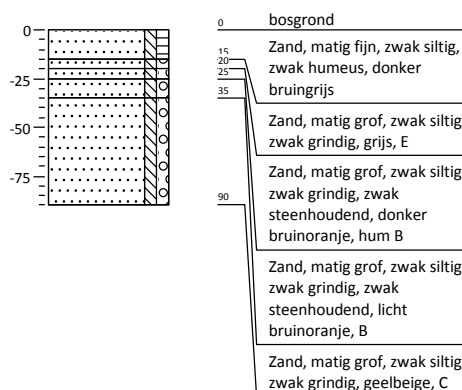 0
-25
-50
-75
0
15
20
25
35
90
bosgrond
Zand, matig fijn, zwak siltig,
zwak humeus, donker
bruingrijs
Zand, matig grof, zwak siltig,
zwak grindig, grijs, E
Zand, matig grof, zwak siltig,
zwak grindig, zwak
steenhoudend, donker
bruinoranje, hum B
Zand, matig grof, zwak siltig,
zwak grindig, zwak
steenhoudend, licht
bruinoranje, B
Zand, matig grof, zwak siltig,
zwak grindig, geelbeige, C